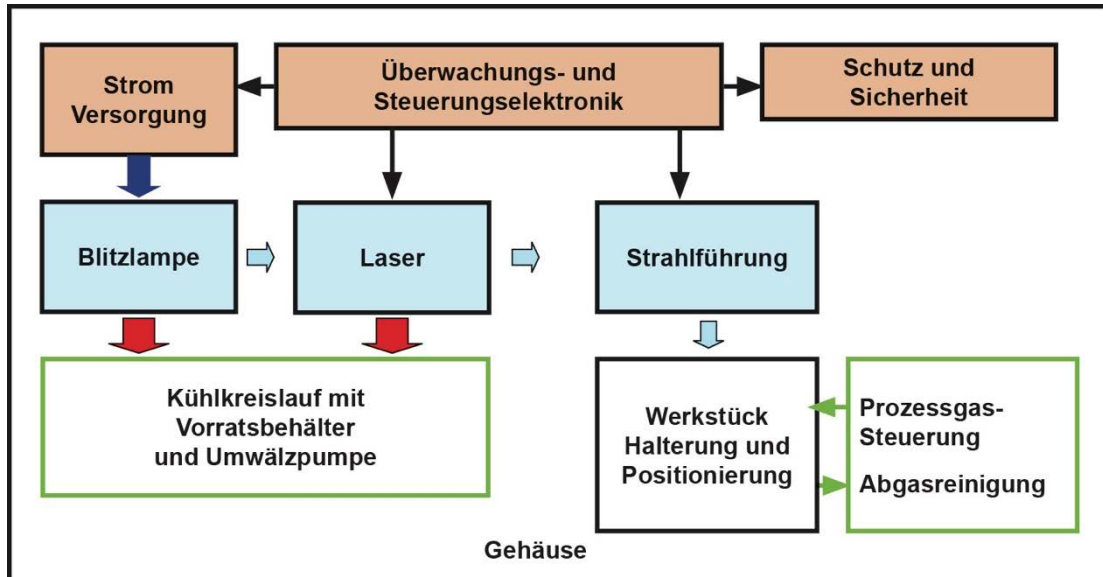 Strom
Versorgung
Überwachungs- und
Steuerungselektronik
Schutz und
Sicherheit
Blitzlampe
Laser
Strahlführung
Kühlkreislauf mit
Vorratsbehälter
und Umwälzpumpe
Werkstück
Halterung und
Positionierung
Prozessgas-
Steuerung
Abgasreinigung
Gehäuse